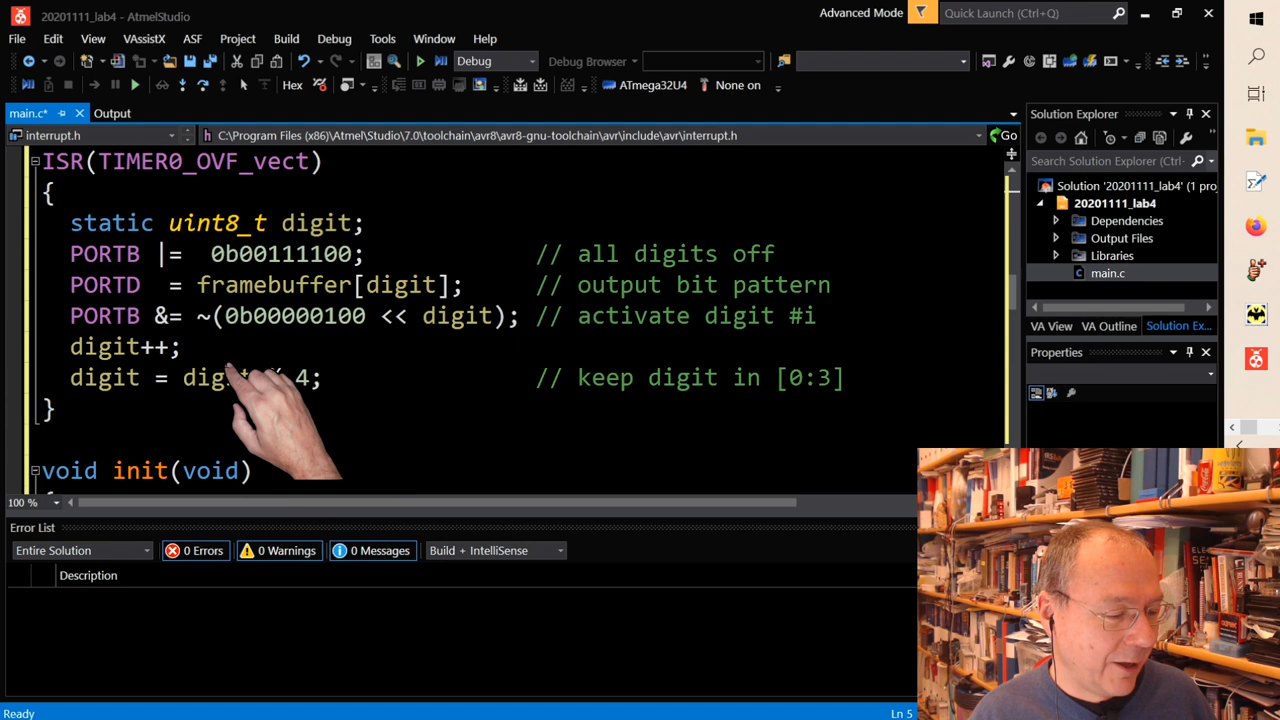 20201111_lab4 - AtmelStudio
Advanced Mode
Quick Launch (Ctrl+Q)
File Edit View VAssistX ASF Project Build Debug Tools Window Help
Debug
Debug Browser
Hex
ATmega32U4
None on
main.c*
Output
interrupt.h
C:\Program Files (x86)\Atmel\Studio\7.0\toolchain\avr8\avr8-gnu-toolchain\avr\include\avr\interrupt.h
Go
ISR(TIMER0_OVF_vect)
{
static uint8_t digit;
PORTB |= 0b00111100; // all digits off
PORTD = framebuffer[digit]; // output bit pattern
PORTB &= ~(0b00000100 << digit); // activate digit #i
digit++;
digit = 4; // keep digit in [0:3]
}
void init(void)
100 %
Solution Explorer
Search Solution Explorer (Ctrl+
Solution '20201111_lab4' (1 proj
20201111_lab4
Dependencies
Output Files
Libraries
main.c
VA View VA Outline Solution Ex...
Properties
Error List
Entire Solution
0 Errors
0 Warnings
0 Messages
Build + IntelliSense
Description
Ready
Ln 5